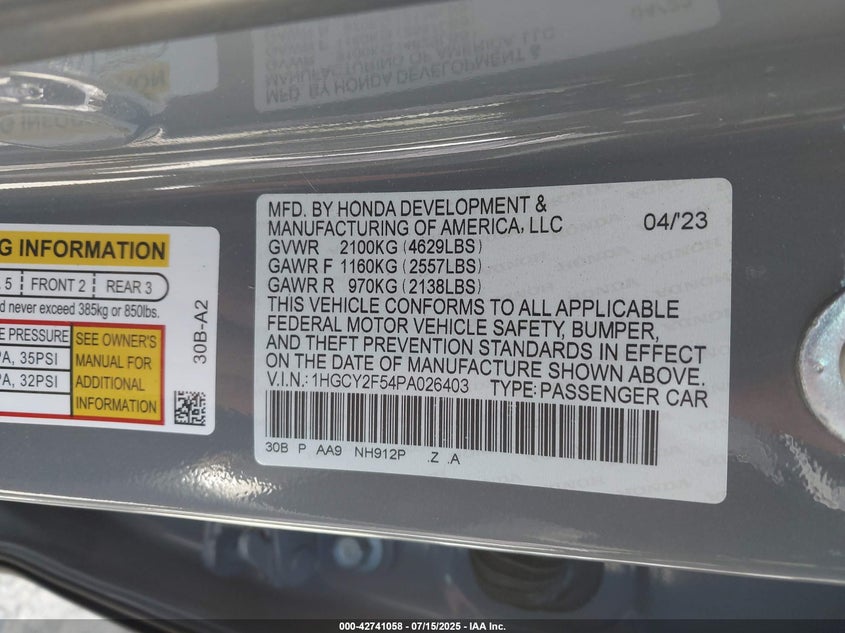 MFD. BY HONDA DEVELOPMENT &
MANUFACTURING OF AMERICA, LLC 04/'23
GVWR 2100KG (4629LBS)
GAWR F 1160KG (2557LBS)
GAWR R 970KG (2138LBS)
THIS VEHICLE CONFORMS TO ALL APPLICABLE
FEDERAL MOTOR VEHICLE SAFETY, BUMPER,
AND THEFT PREVENTION STANDARDS IN EFFECT
ON THE DATE OF MANUFACTURE SHOWN ABOVE.
V.I.N.: 1HGCY2F54PA026403 TYPE: PASSENGER CAR
30B P AA9 NH912P .Z .A
G INFORMATION
5 FRONT 2 REAR 3
d never exceed 385kg or 850lbs.
E PRESSURE
PA, 35PSI
PA, 32PSI
SEE OWNER'S
MANUAL FOR
ADDITIONAL
INFORMATION
30B-A2
000-42741058 - 07/15/2025 - IAA Inc.